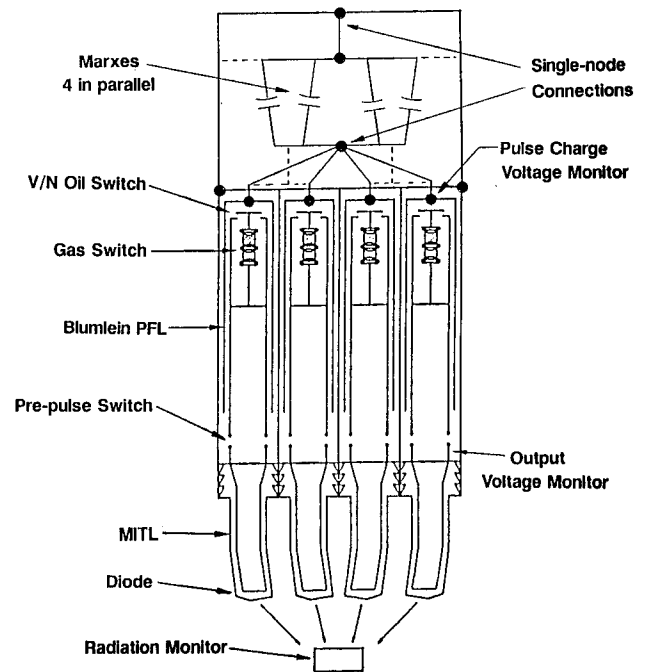 Marxes
4 in parallel
Single-node
Connections
Pulse Charge
Voltage Monitor
V/N Oil Switch
Gas Switch
Blumlein PFL
Pre-pulse Switch
Output
Voltage Monitor
MITL
Diode
Radiation Monitor